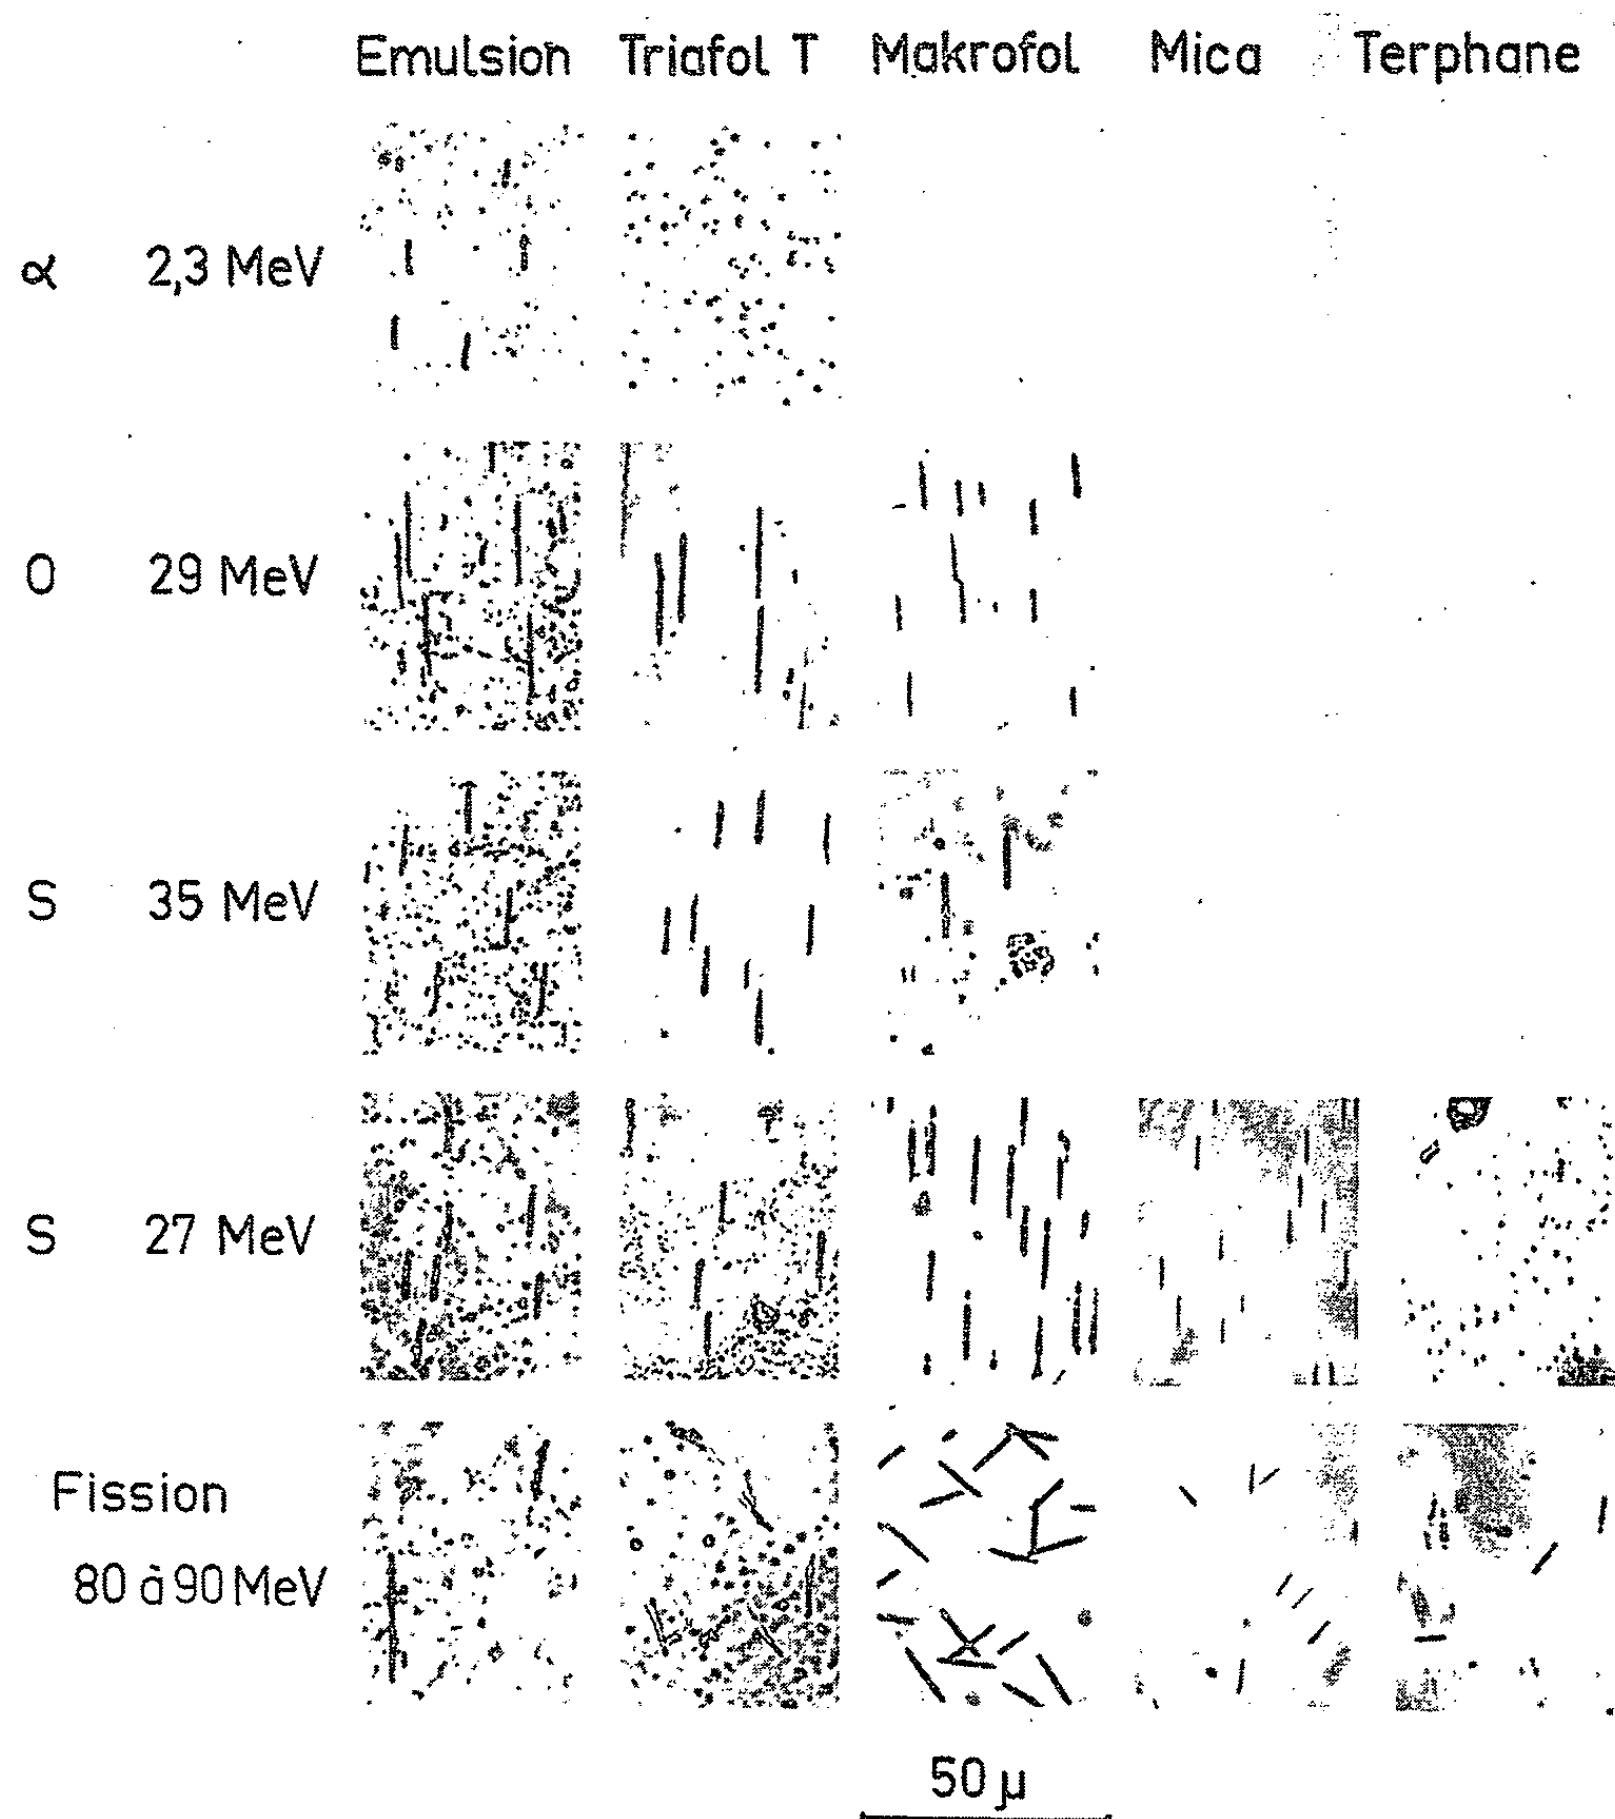 Emulsion Triafol T Makrofol Mica Terphane
α 2,3 MeV
O 29 MeV
S 35 MeV
S 27 MeV
Fission
80 à 90 MeV
50 μ